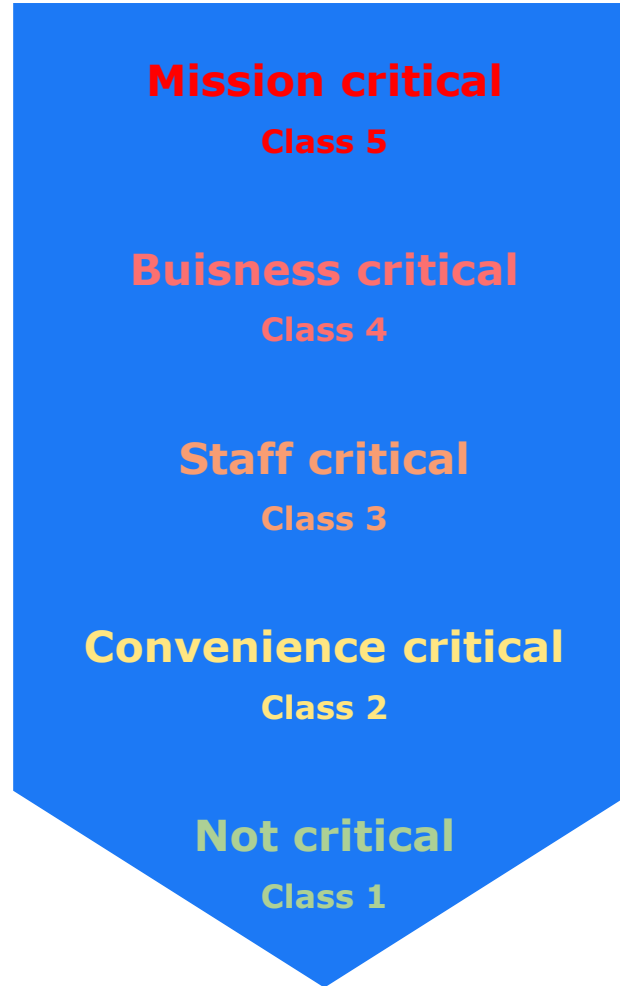 Mission critical
Class 5
Buisness critical
Class 4
Staff critical
Class 3
Convenience critical
Class 2
Not critical
Class 1